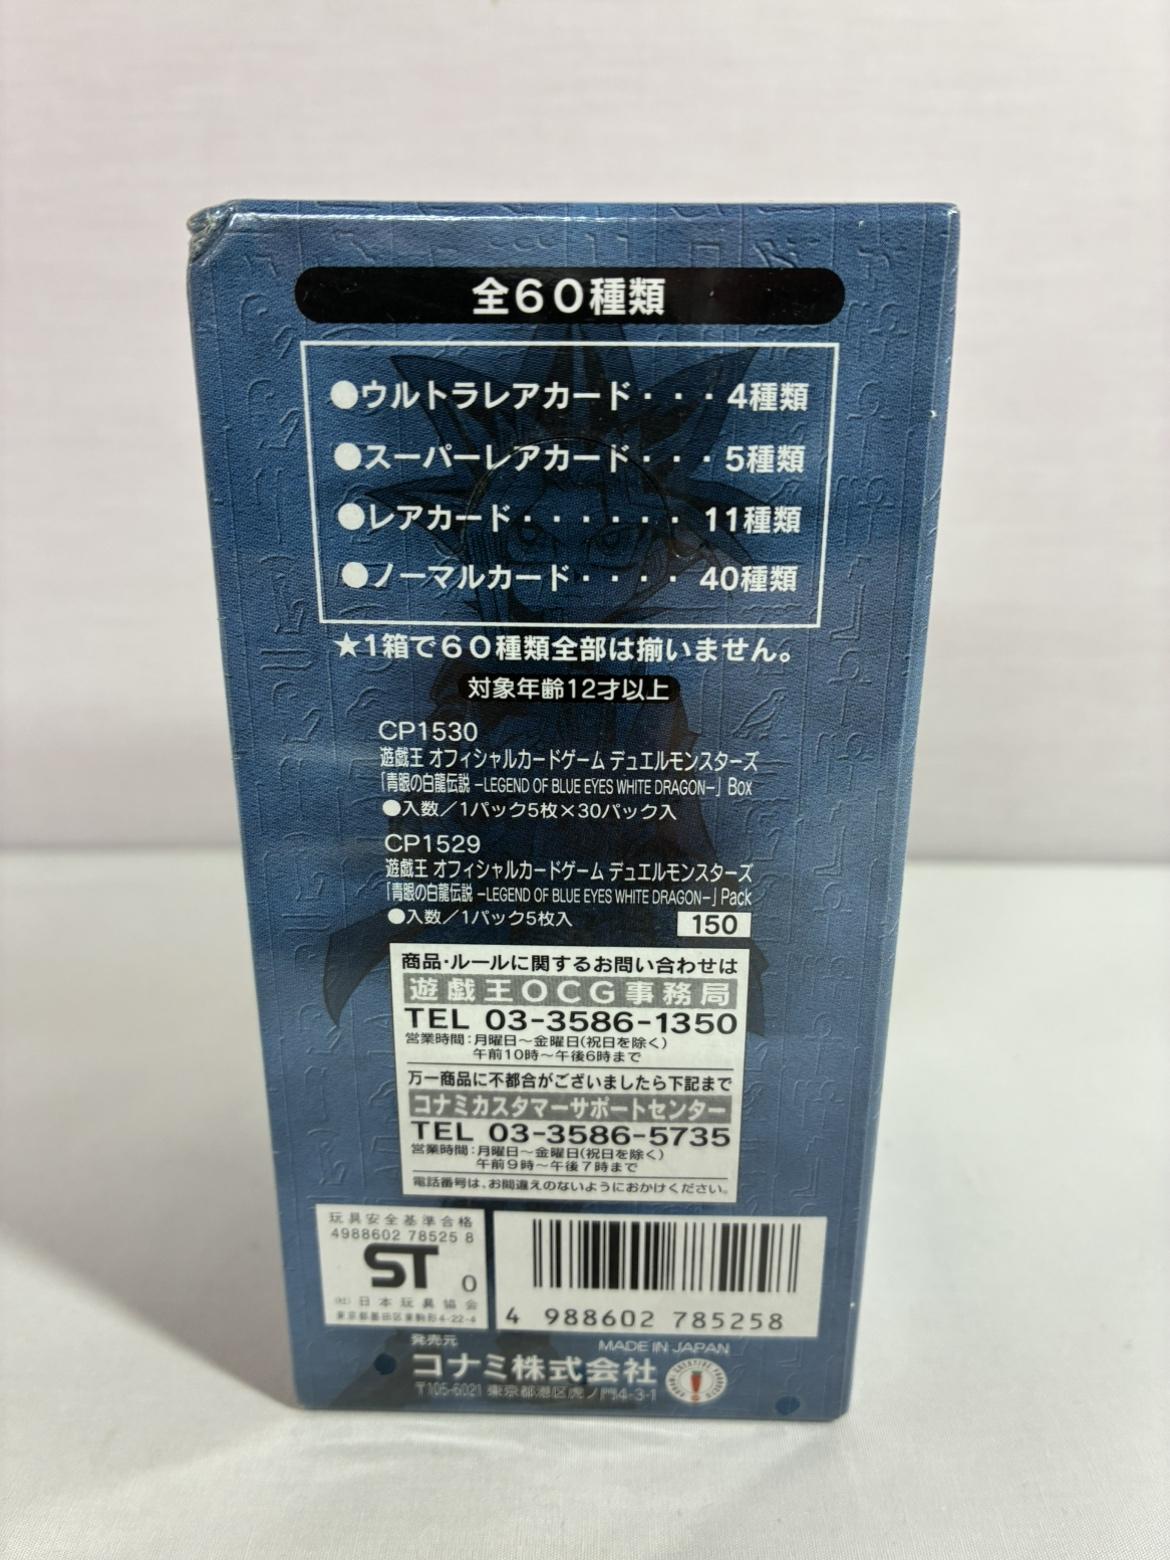 全60種類
●ウルトラレアカード・・・4種類
●スーパーレアカード・・・5種類
●レアカード・・・・・・11種類
●ノーマルカード・・・・40種類
★1箱で60種類全部は揃いません。
対象年齢12才以上
CP1530
遊戯王 オフィシャルカードゲーム デュエルモンスターズ
「青眼の白龍伝説 −LEGEND OF BLUE EYES WHITE DRAGON−」 Box
●入数／1パック5枚×30パック入
CP1529
遊戯王 オフィシャルカードゲーム デュエルモンスターズ
「青眼の白龍伝説 −LEGEND OF BLUE EYES WHITE DRAGON−」 Pack
●入数／1パック5枚入
150
商品・ルールに関するお問い合わせは
遊戯王OCG事務局
TEL 03-3586-1350
営業時間：月曜日〜金曜日(祝日を除く)
午前10時〜午後6時まで
万一商品に不都合がございましたら下記まで
コナミカスタマーサポートセンター
TEL 03-3586-5735
営業時間：月曜日〜金曜日(祝日を除く)
午前9時〜午後7時まで
電話番号は、お間違えのないようにおかけください。
玩具安全基準合格
4988602 78525 8
ST 0
(社) 日本玩具協会
東京都墨田区東駒形4-22-4
4 988602 785258
発売元
MADE IN JAPAN
コナミ株式会社
〒105-6021 東京都港区虎ノ門4-3-1